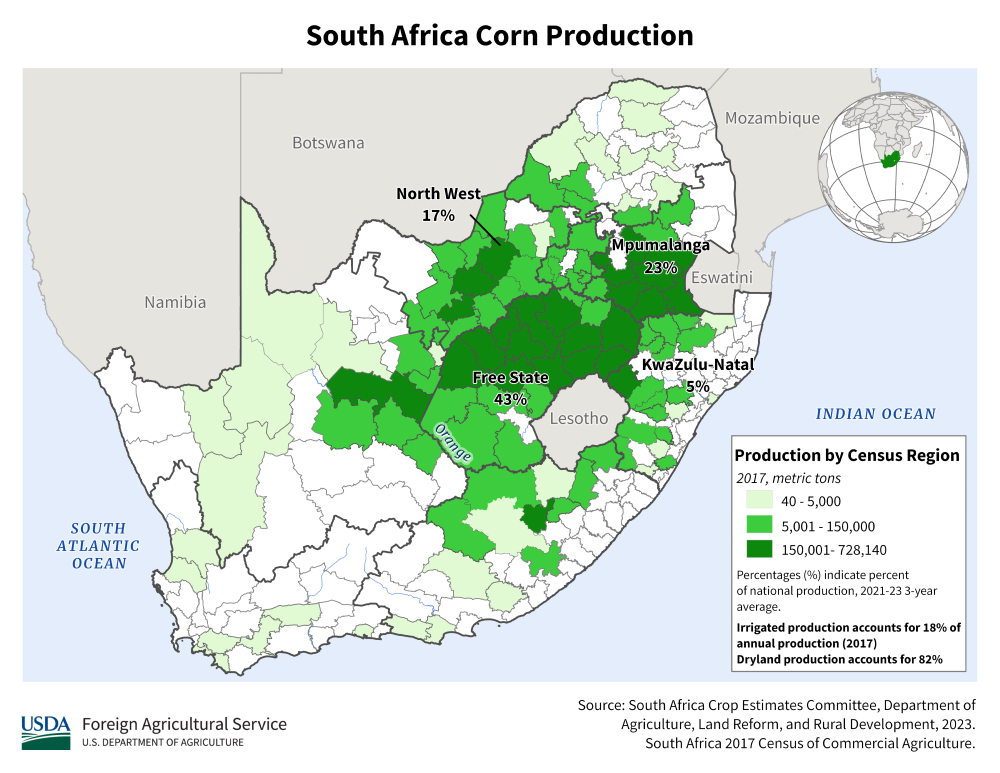 South Africa Corn Production
Mozambique
Botswana
North West
17%
Mpumalanga
23%
Eswatini
Namibia
KwaZulu-Natal
5%
Free State
43%
Lesotho
INDIAN OCEAN
Orange
SOUTH
ATLANTIC
OCEAN
Production by Census Region
2017, metric tons
40 - 5,000
5,001 - 150,000
150,001- 728,140
Percentages (%) indicate percent
of national production, 2021-23 3-year
average.
Irrigated production accounts for 18% of
annual production (2017)
Dryland production accounts for 82%
USDA
Foreign Agricultural Service
U.S. DEPARTMENT OF AGRICULTURE
Source: South Africa Crop Estimates Committee, Department of
Agriculture, Land Reform, and Rural Development, 2023.
South Africa 2017 Census of Commercial Agriculture.